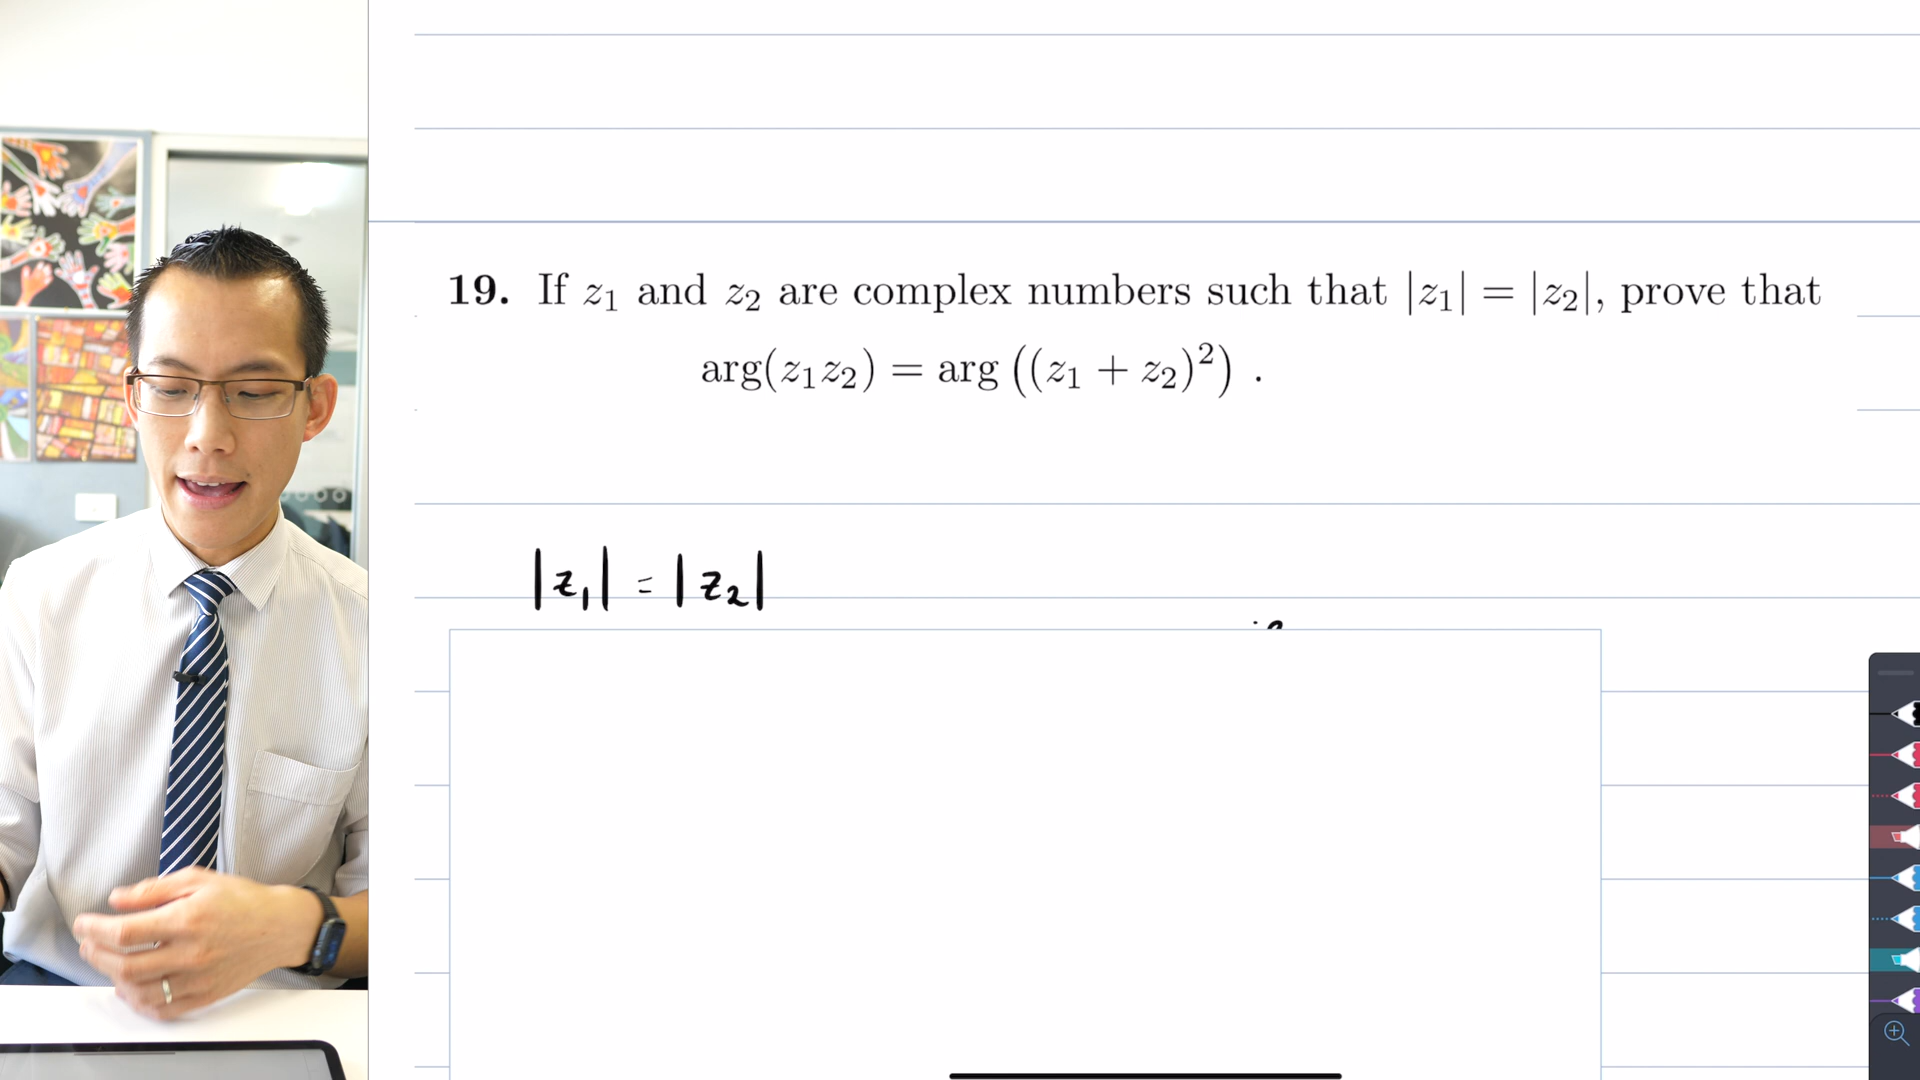 19. If z₁ and z₂ are complex numbers such that |z₁| = |z₂|, prove that
arg(z₁z₂) = arg ((z₁ + z₂)²) .
|z₁| = |z₂|